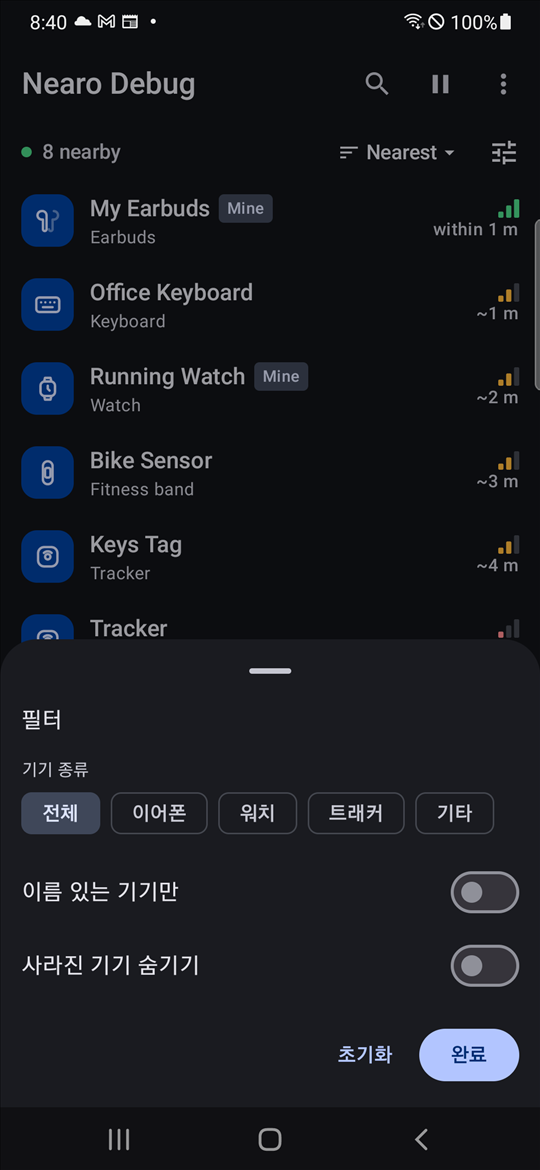 8:40 100%
Nearo Debug
8 nearby Nearest
My Earbuds Mine
Earbuds within 1 m
Office Keyboard
Keyboard ~1 m
Running Watch Mine
Watch ~2 m
Bike Sensor
Fitness band ~3 m
Keys Tag
Tracker ~4 m
Tracker
필터
기기 종류
전체 이어폰 워치 트래커 기타
이름 있는 기기만
사라진 기기 숨기기
초기화 완료